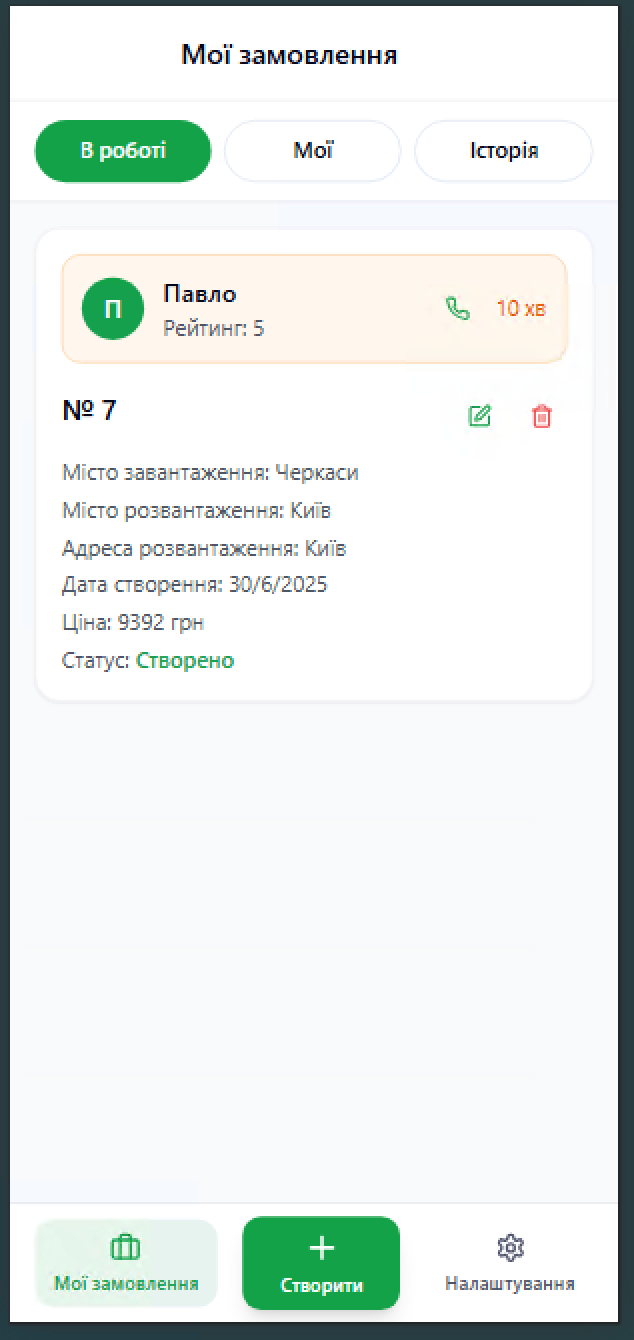 Мої замовлення
В роботі
Мої
Історія
П
Павло
Рейтинг: 5
10 хв
№ 7
Місто завантаження: Черкаси
Місто розвантаження: Київ
Адреса розвантаження: Київ
Дата створення: 30/6/2025
Ціна: 9392 грн
Статус: Створено
Мої замовлення
Створити
Налаштування